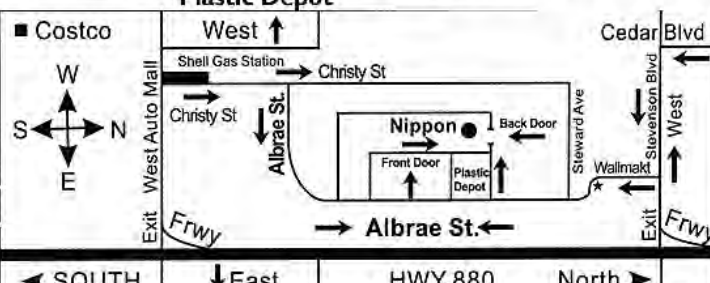 Plastic Depot
Costco
West
Cedar Blvd
Shell Gas Station
Christy St
W
S
N
E
West Auto Mall
Christy St
Albrae St.
Nippon
Back Door
Front Door
Plastic
Depot
Steward Ave
Stevenson Blvd
West
Wallmakt
Exit
Frwy
Albrae St.
Exit
Frwy
SOUTH
East
HWY 880
North